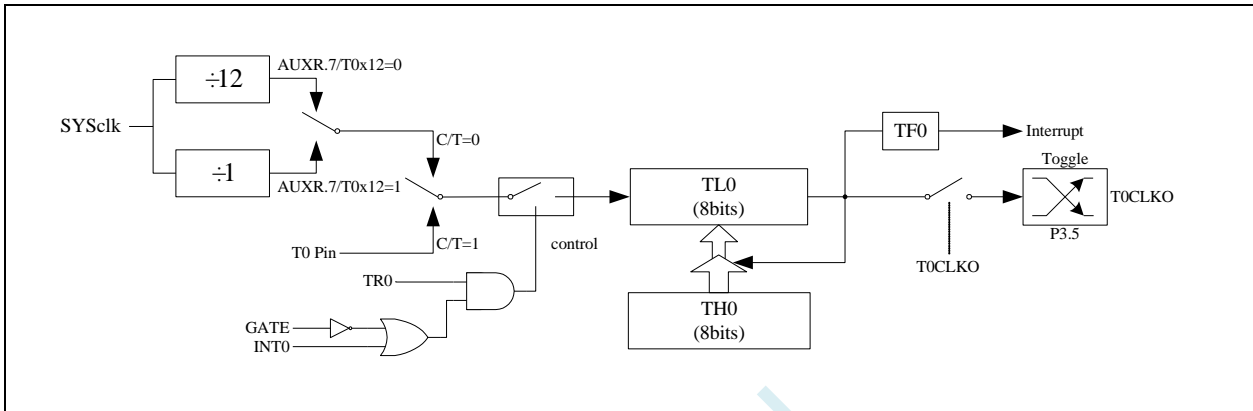 ÷12
AUXR.7/T0x12=0
SYSclk
÷1
AUXR.7/T0x12=1
C/T=0
C/T=1
T0 Pin
control
TR0
GATE
INT0
TL0
(8bits)
TH0
(8bits)
TF0
Interrupt
Toggle
T0CLKO
P3.5
T0CLKO